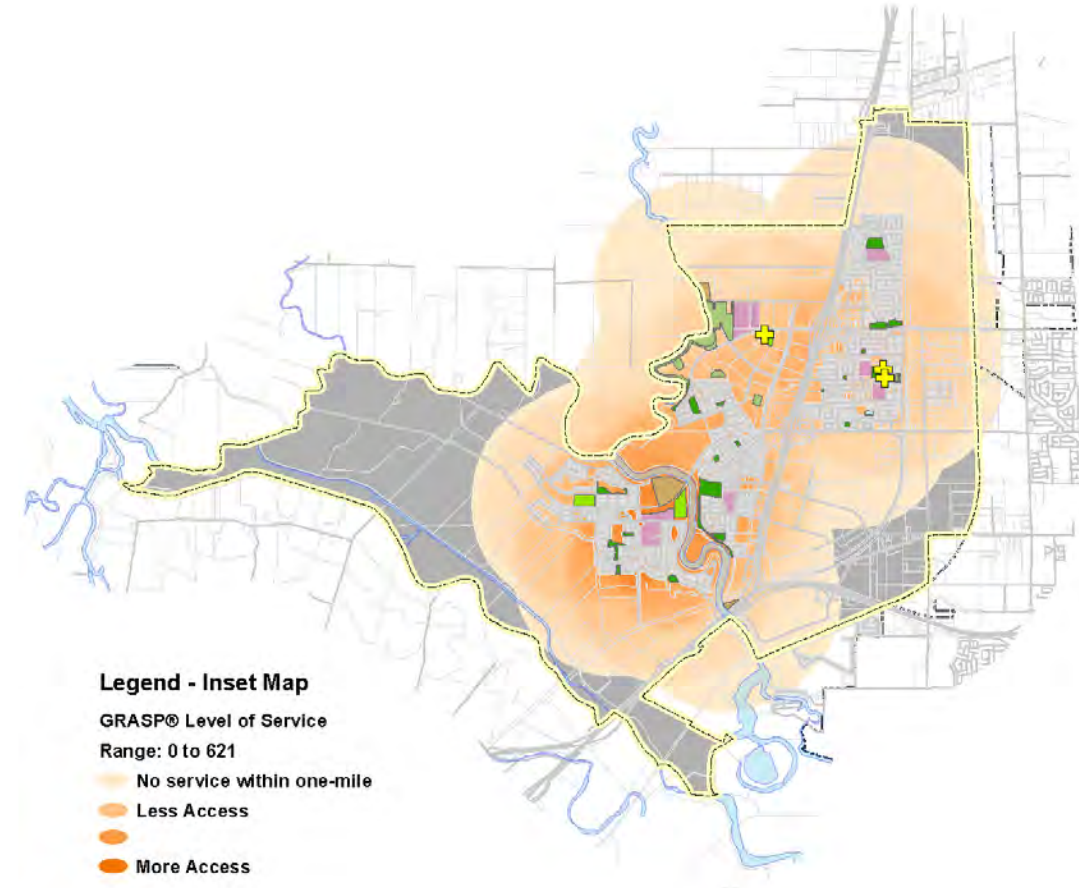 Legend - Inset Map
GRASP® Level of Service
Range: 0 to 621
No service within one-mile
Less Access
More Access